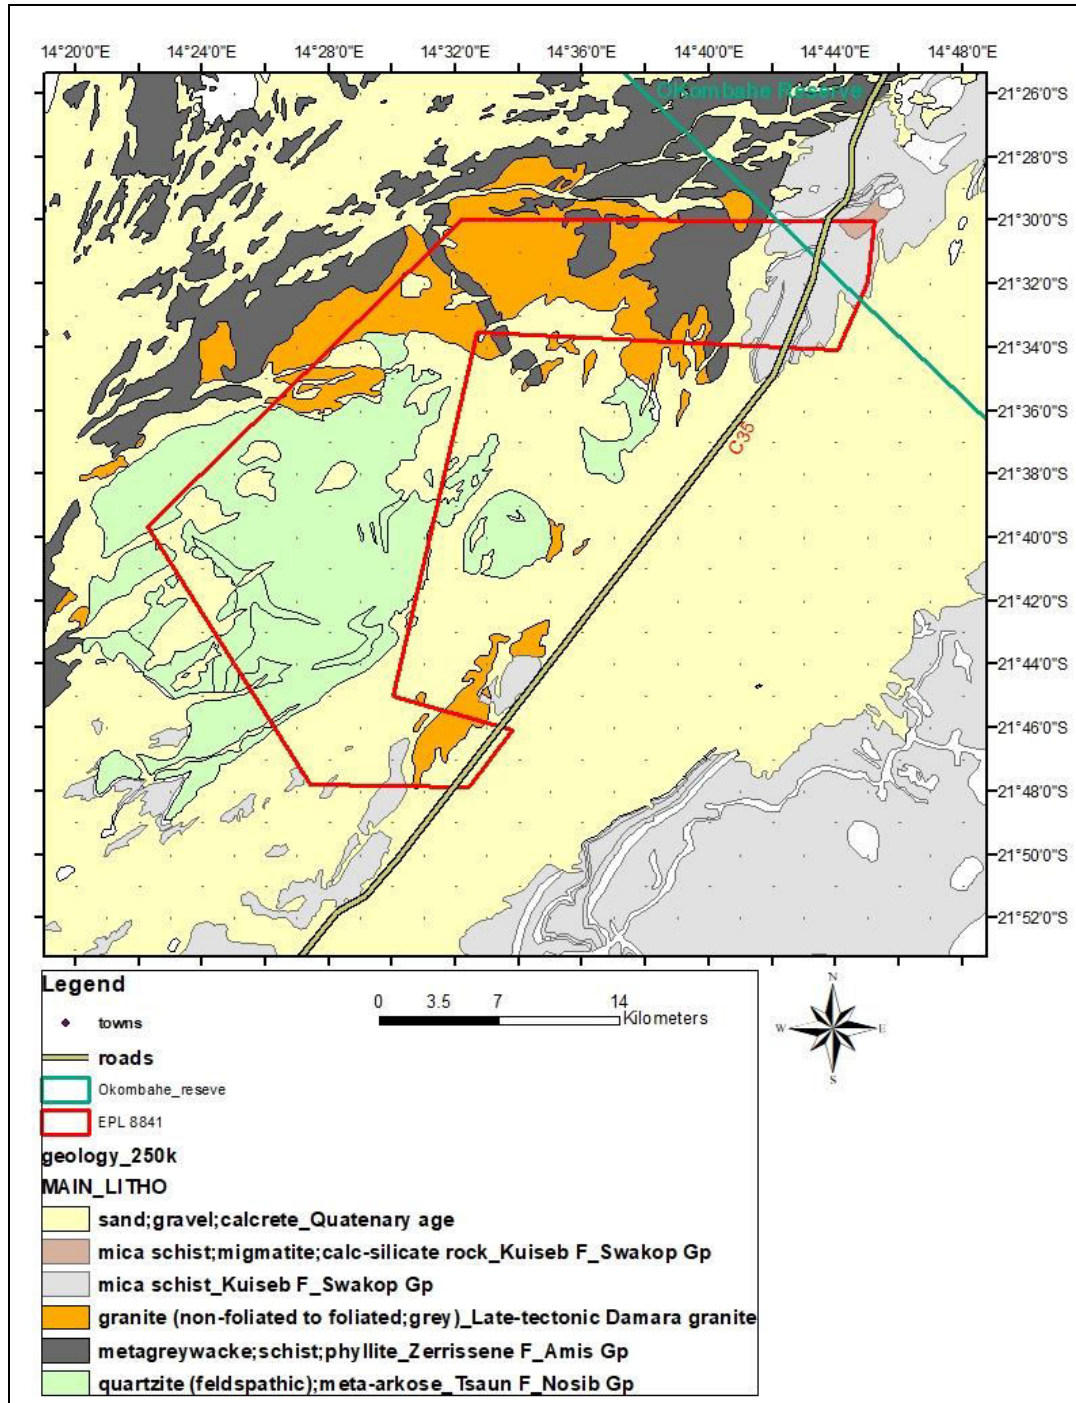 14°20'0"E 14°24'0"E 14°28'0"E 14°32'0"E 14°36'0"E 14°40'0"E 14°44'0"E 14°48'0"E
OKombahe Reserve
21°26'0"S
21°28'0"S
21°30'0"S
21°32'0"S
21°34'0"S
21°36'0"S
C35
21°38'0"S
21°40'0"S
21°42'0"S
21°44'0"S
21°46'0"S
21°48'0"S
21°50'0"S
21°52'0"S
Legend
towns
roads
Okombahe_reseve
EPL 8841
geology_250k
MAIN_LITHO
sand;gravel;calcrete_Quatenary age
mica schist;migmatite;calc-silicate rock_Kuiseb F_Swakop Gp
mica schist_Kuiseb F_Swakop Gp
granite (non-foliated to foliated;grey)_Late-tectonic Damara granite
metagreywacke;schist;phyllite_Zerrissene F_Amis Gp
quartzite (feldspathic);meta-arkose_Tsaun F_Nosib Gp
0 3.5 7 14
Kilometers
N
W E
S